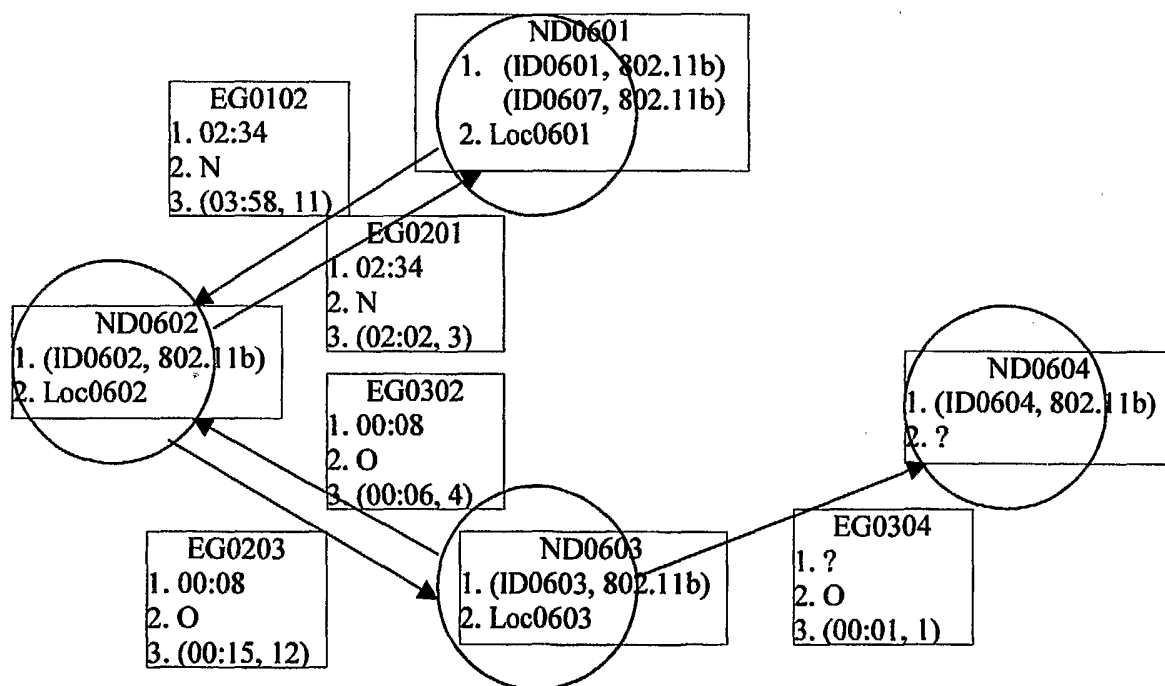 ND0601
1. (ID0601, 802.11b)
(ID0607, 802.11b)
2. Loc0601
EG0102
1. 02:34
2. N
3. (03:58, 11)
EG0201
1. 02:34
2. N
3. (02:02, 3)
ND0602
1. (ID0602, 802.11b)
2. Loc0602
EG0302
1. 00:08
2. O
3. (00:06, 4)
ND0604
1. (ID0604, 802.11b)
2. ?
EG0203
1. 00:08
2. O
3. (00:15, 12)
ND0603
1. (ID0603, 802.11b)
2. Loc0603
EG0304
1. ?
2. O
3. (00:01, 1)